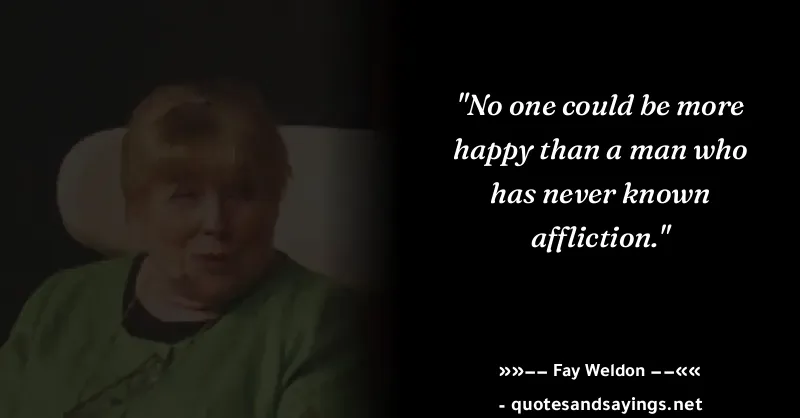 "No one could be more
happy than a man who
has never known
affliction."
»»−− Fay Weldon −−««
- quotesandsayings.net